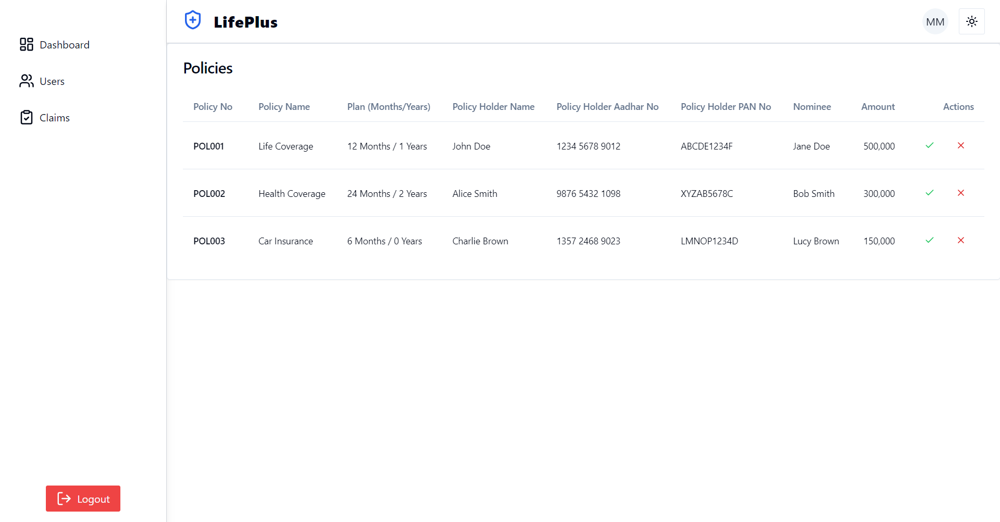 LifePlus
MM
Dashboard
Users
Claims
Logout
Policies
Policy No Policy Name Plan (Months/Years) Policy Holder Name Policy Holder Aadhar No Policy Holder PAN No Nominee Amount Actions
POL001 Life Coverage 12 Months / 1 Years John Doe 1234 5678 9012 ABCDE1234F Jane Doe 500,000
POL002 Health Coverage 24 Months / 2 Years Alice Smith 9876 5432 1098 XYZAB5678C Bob Smith 300,000
POL003 Car Insurance 6 Months / 0 Years Charlie Brown 1357 2468 9023 LMNOP1234D Lucy Brown 150,000